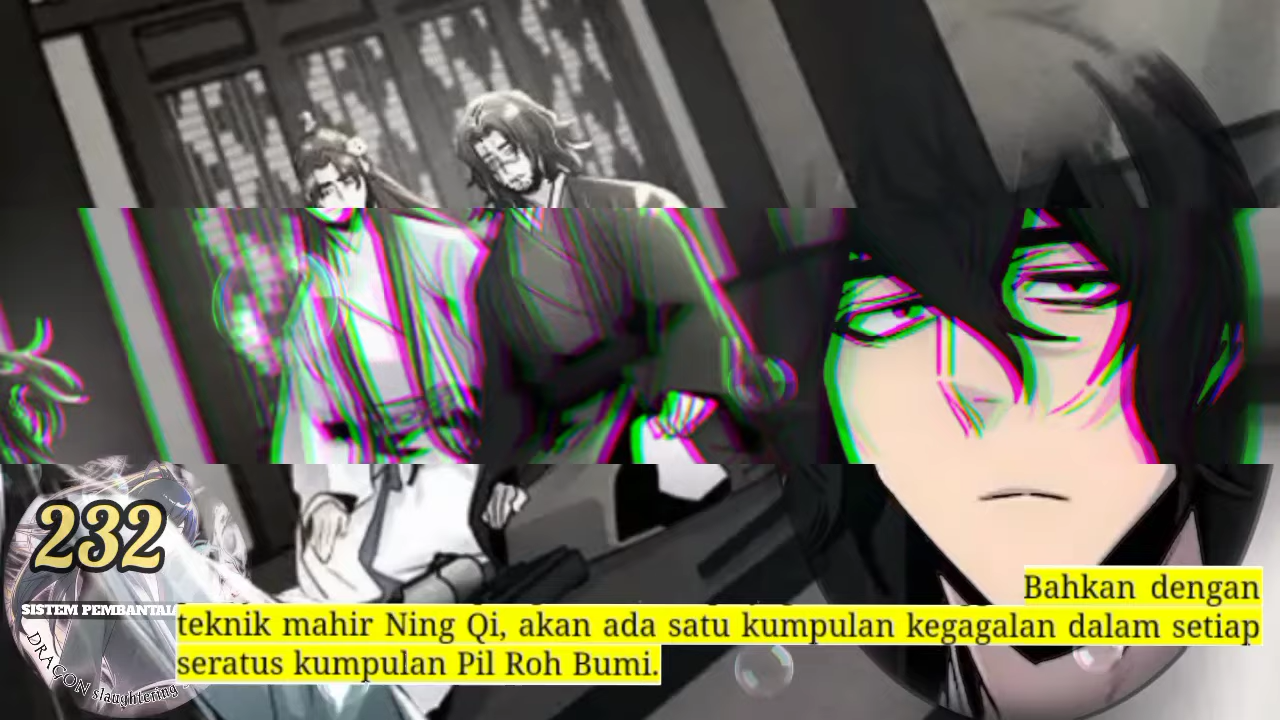 232
SISTEM PEMBANTAI
DRAGON slaughtering
Bahkan dengan
teknik mahir Ning Qi, akan ada satu kumpulan kegagalan dalam setiap
seratus kumpulan Pil Roh Bumi.